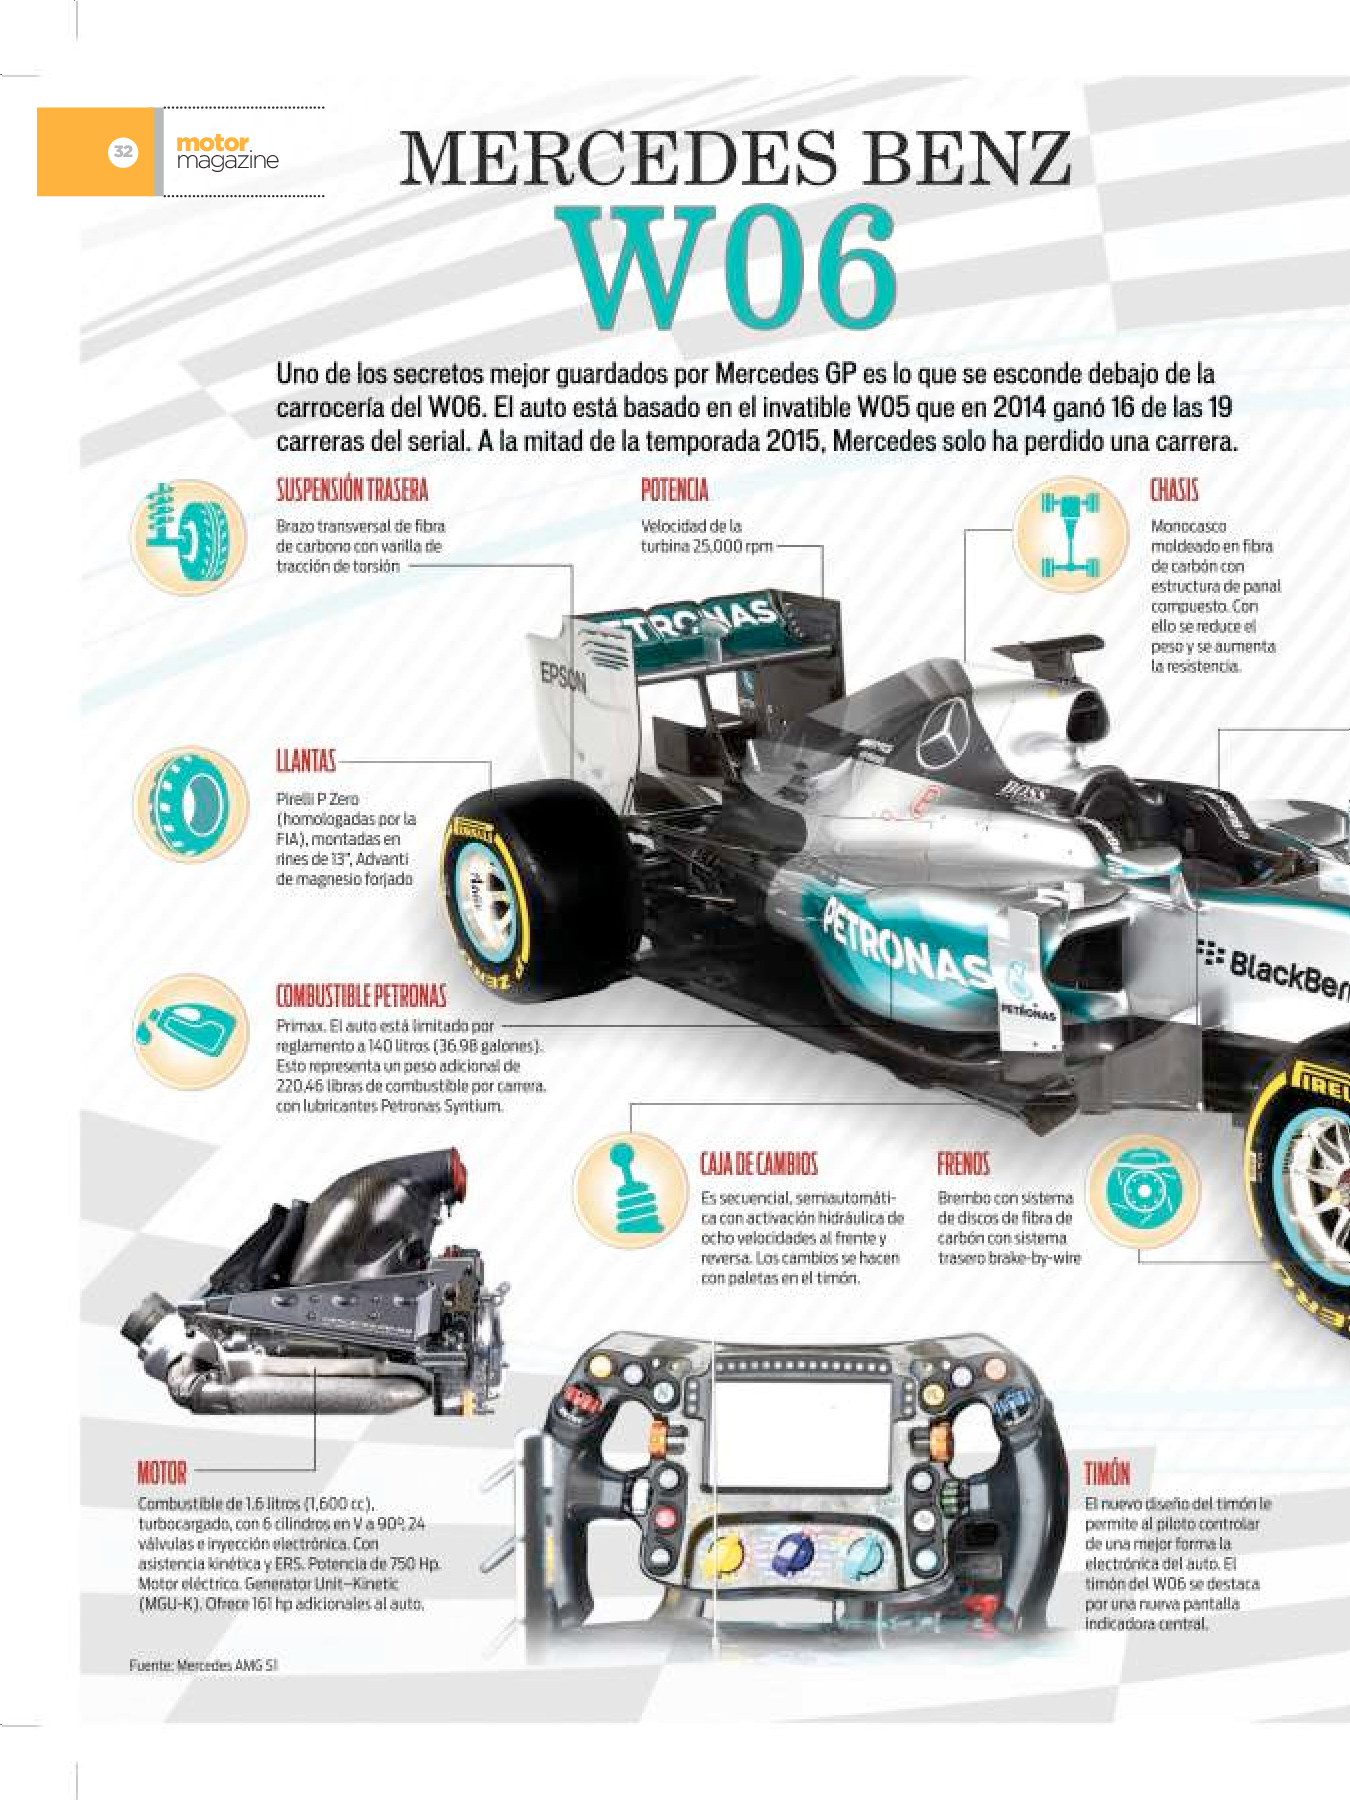 32
motor
magazine
MERCEDES BENZ
W06
Uno de los secretos mejor guardados por Mercedes GP es lo que se esconde debajo de la
carrocería del W06. El auto está basado en el invatible W05 que en 2014 ganó 16 de las 19
carreras del serial. A la mitad de la temporada 2015, Mercedes solo ha perdido una carrera.
SUSPENSIÓN TRASERA
Brazo transversal de fibra
de carbono con varilla de
tracción de torsión
POTENCIA
Velocidad de la
turbina 25,000 rpm
CHASIS
Monocasco
moldeado en fibra
de carbón con
estructura de panal
compuesto. Con
ello se reduce el
peso y se aumenta
la resistencia.
PETRONAS
EPSON
BOSS
LLANTAS
Pirelli P Zero
(homologadas por la
FIA), montadas en
rines de 13", Advanti
de magnesio forjado
PETRONAS
PETRONAS
BlackBerr
COMBUSTIBLE PETRONAS
Primax. El auto está limitado por
reglamento a 140 litros (36.98 galones).
Esto representa un peso adicional de
220.46 libras de combustible por carrera.
con lubricantes Petronas Syntium.
IREL
CAJA DE CAMBIOS
Es secuencial, semiautomáti-
ca con activación hidráulica de
ocho velocidades al frente y
reversa. Los cambios se hacen
con paletas en el timón.
FRENOS
Brembo con sistema
de discos de fibra de
carbón con sistema
trasero brake-by-wire
MOTOR
Combustible de 1.6 litros (1,600 cc),
turbocargado, con 6 cilindros en V a 90º, 24
válvulas e inyección electrónica. Con
asistencia kinética y ERS. Potencia de 750 Hp.
Motor eléctrico. Generator Unit–Kinetic
(MGU-K). Ofrece 161 hp adicionales al auto.
TIMÓN
El nuevo diseño del timón le
permite al piloto controlar
de una mejor forma la
electrónica del auto. El
timón del W06 se destaca
por una nueva pantalla
indicadora central.
Fuente: Mercedes AMG S1